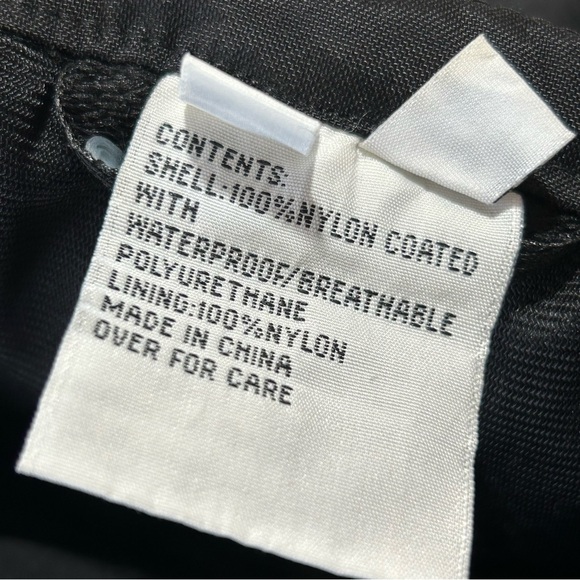 CONTENTS:
SHELL:100%NYLON COATED
WITH
WATERPROOF/BREATHABLE
POLYURETHANE
LINING:100%NYLON
MADE IN CHINA
OVER FOR CARE